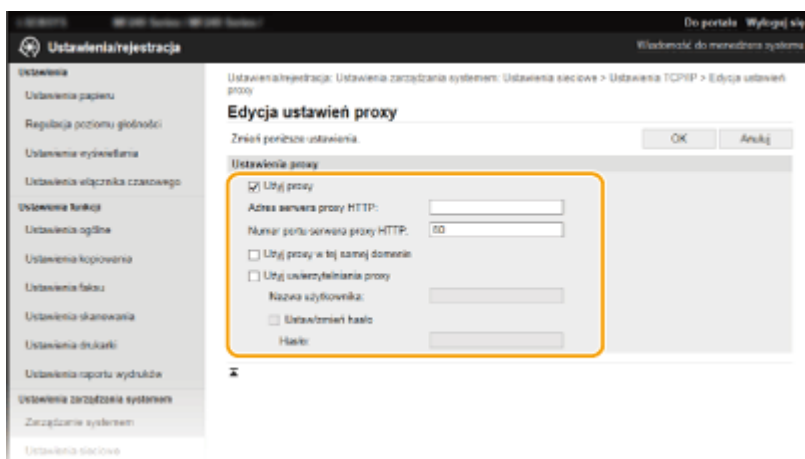 Do portalu Wyloguj się
Ustawienia/rejestracja
Wiadomość do menedżera systemu
Ustawienia
Ustawienia papieru
Regulacja poziomu głośności
Ustawienia wyświetlania
Ustawienia włącznika czasowego
Ustawienia funkcji
Ustawienia ogólne
Ustawienia kopiowania
Ustawienia faksu
Ustawienia skanowania
Ustawienia drukarki
Ustawienia raportu wydruków
Ustawienia zarządzania systemem
Zarządzanie systemem
Ustawienia sieciowe
Ustawienia/rejestracja: Ustawienia zarządzania systemem: Ustawienia sieciowe > Ustawienia TCP/IP > Edycja ustawień
proxy
Edycja ustawień proxy
Zmień poniższe ustawienia.
OK Anuluj
Ustawienia proxy
Użyj proxy
Adres serwera proxy HTTP:
Numer portu serwera proxy HTTP: 80
Użyj proxy w tej samej domenie
Użyj uwierzytelniania proxy
Nazwa użytkownika:
Ustaw/zmień hasło
Hasło: